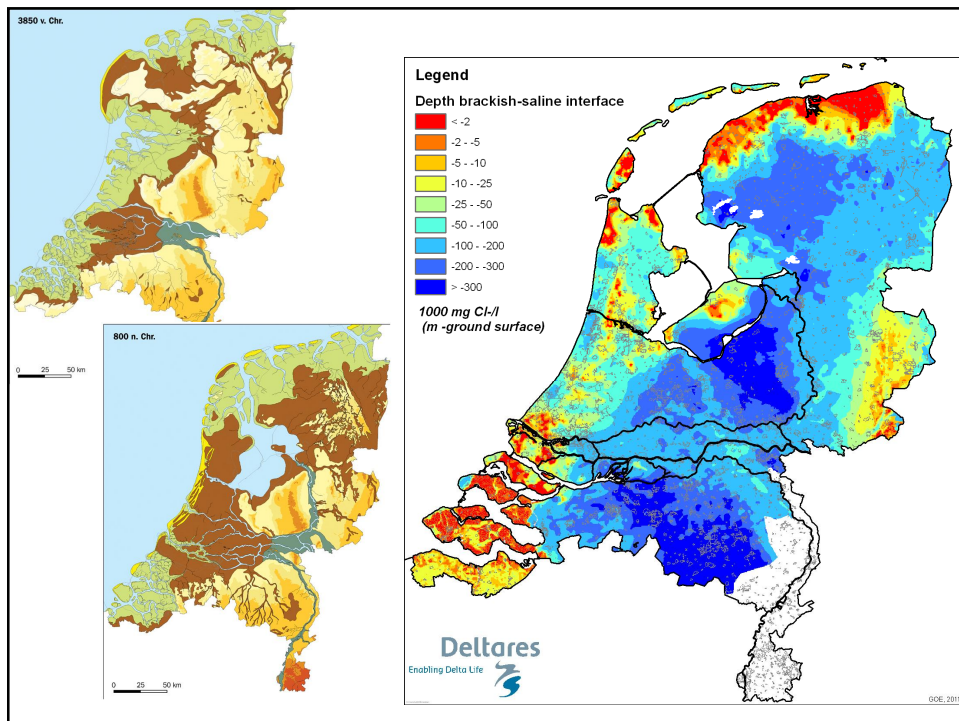 3850 v. Chr.
0 25 50 km
800 n. Chr.
0 25 50 km
Legend
Depth brackish-saline interface
< -2
-2 - -5
-5 - -10
-10 - -25
-25 - -50
-50 - -100
-100 - -200
-200 - -300
> -300
1000 mg Cl-/l
(m -ground surface)
Deltares
Enabling Delta Life
GOE, 2011